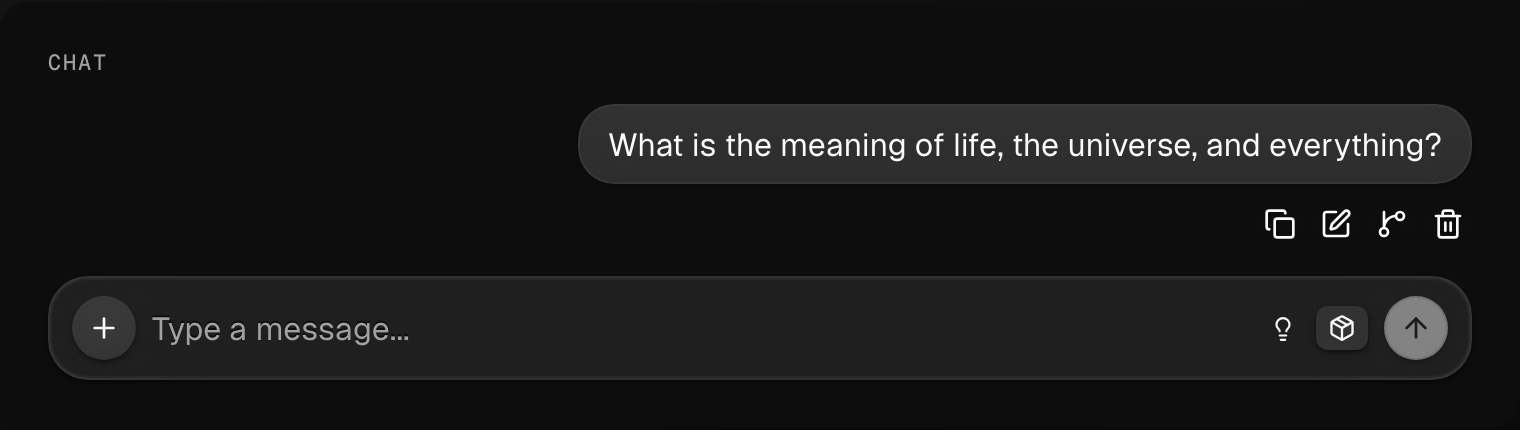 CHAT
What is the meaning of life, the universe, and everything?
Type a message...